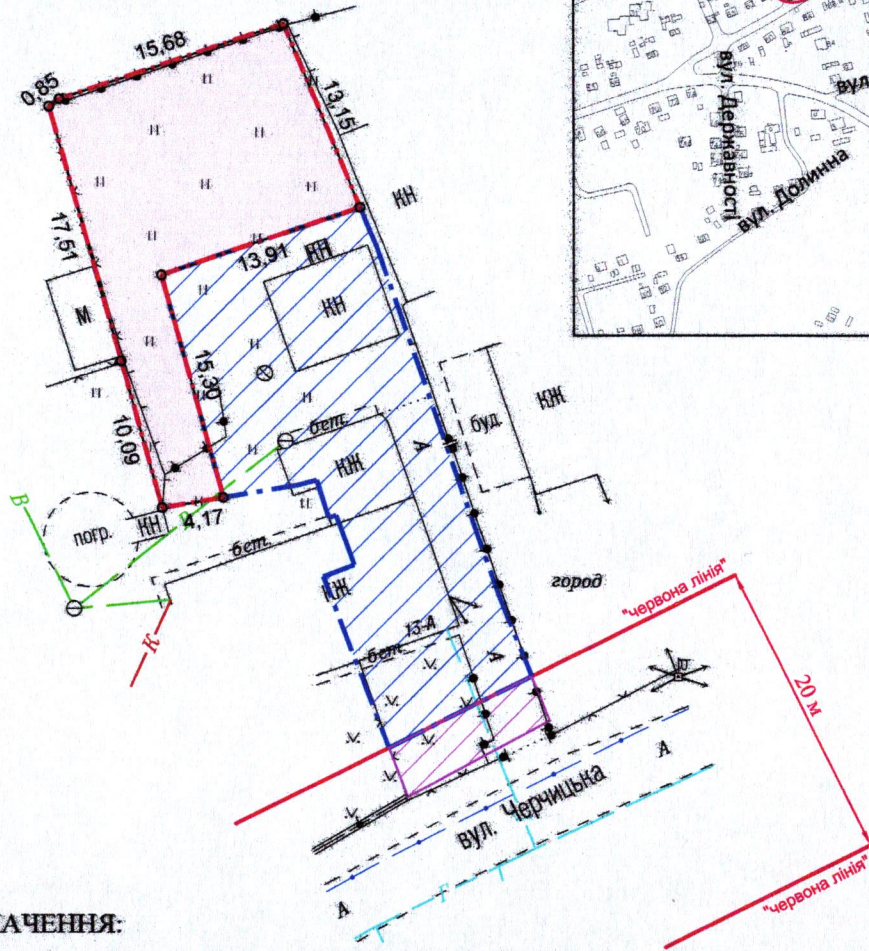 15,68
0,85
13,15
17,51
13,91
15,30
10,09
4,17
КН
КН
КН
М
бет.
буд.
КЖ
КЖ
А
В
погр.
КН
бет.
КЖ
город
13-А
бет.
А
К
"червона лінія"
20 м
вул. Черчицька
А
А
Г
"червона лінія"
вул. Державності
вул. Долинна
вул
АЧЕННЯ: